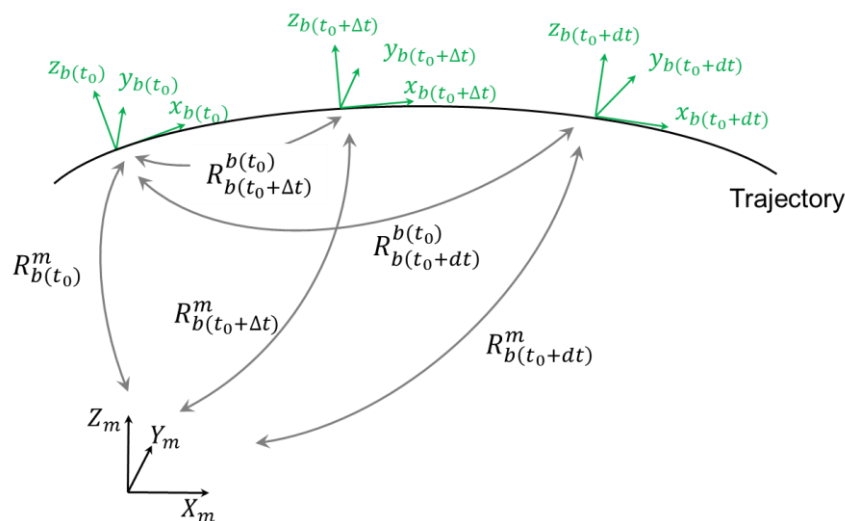 z_{b(t_0)} y_{b(t_0)} x_{b(t_0)}
z_{b(t_0+Δt)} y_{b(t_0+Δt)} x_{b(t_0+Δt)}
z_{b(t_0+dt)} y_{b(t_0+dt)} x_{b(t_0+dt)}
R^{b(t_0)}_{b(t_0+Δt)}
Trajectory
R^{b(t_0)}_{b(t_0+dt)}
R^m_{b(t_0)}
R^m_{b(t_0+Δt)}
R^m_{b(t_0+dt)}
Z_m
Y_m
X_m